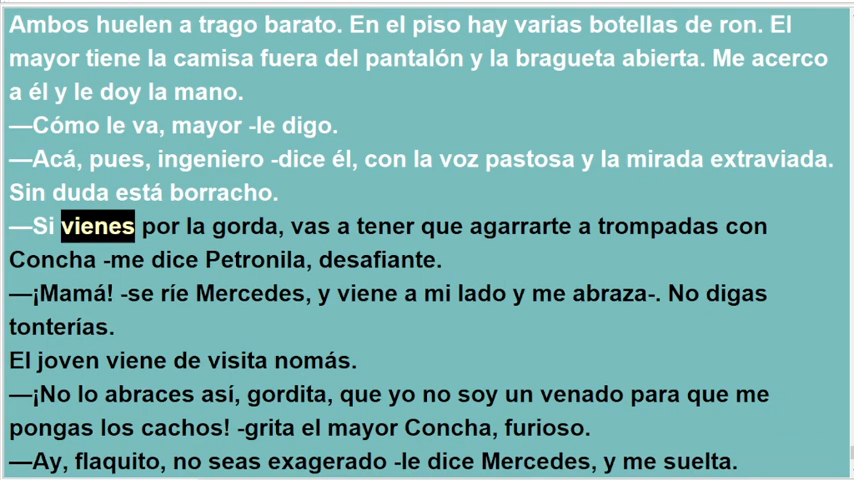 Ambos huelen a trago barato. En el piso hay varias botellas de ron. El
mayor tiene la camisa fuera del pantalón y la bragueta abierta. Me acerco
a él y le doy la mano.
—Cómo le va, mayor -le digo.
—Acá, pues, ingeniero -dice él, con la voz pastosa y la mirada extraviada.
Sin duda está borracho.
—Si vienes por la gorda, vas a tener que agarrarte a trompadas con
Concha -me dice Petronila, desafiante.
—¡Mamá! -se ríe Mercedes, y viene a mi lado y me abraza-. No digas
tonterías.
El joven viene de visita nomás.
—¡No lo abraces así, gordita, que yo no soy un venado para que me
pongas los cachos! -grita el mayor Concha, furioso.
—Ay, flaquito, no seas exagerado -le dice Mercedes, y me suelta.